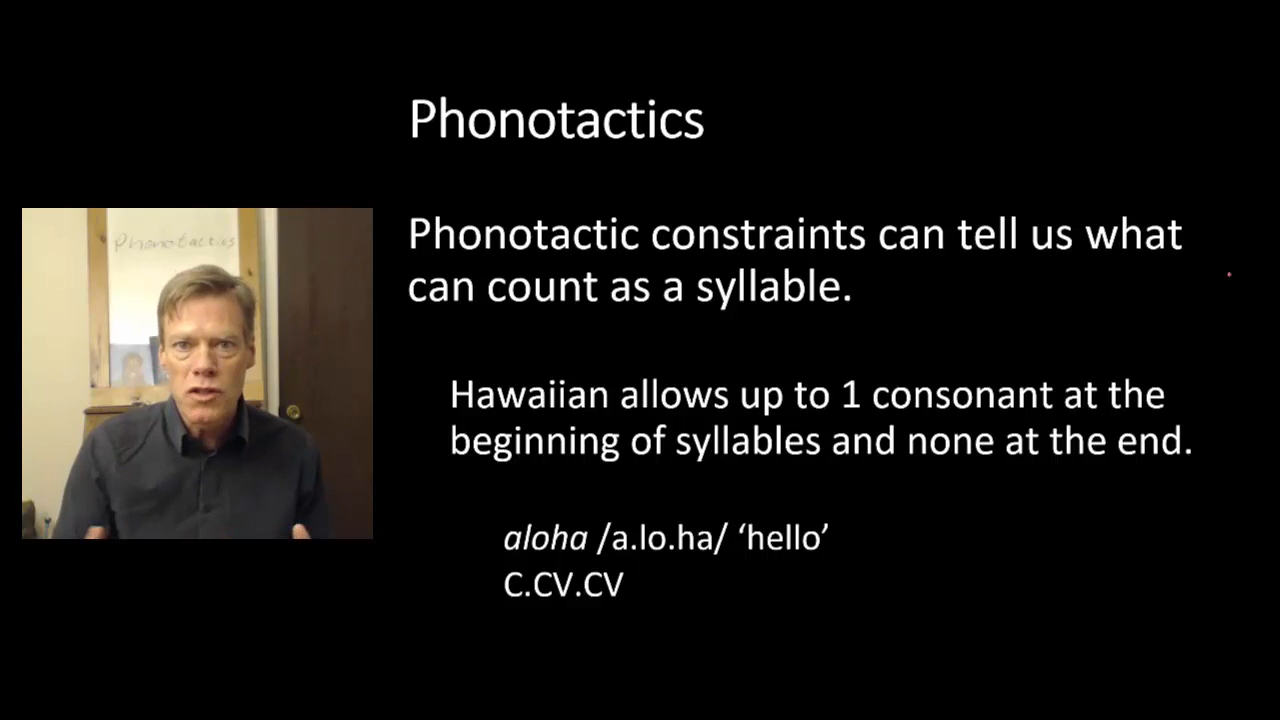 Phonotactics
Phonotactics
Phonotactic constraints can tell us what
can count as a syllable.
Hawaiian allows up to 1 consonant at the
beginning of syllables and none at the end.
aloha /a.lo.ha/ ‘hello’
C.CV.CV